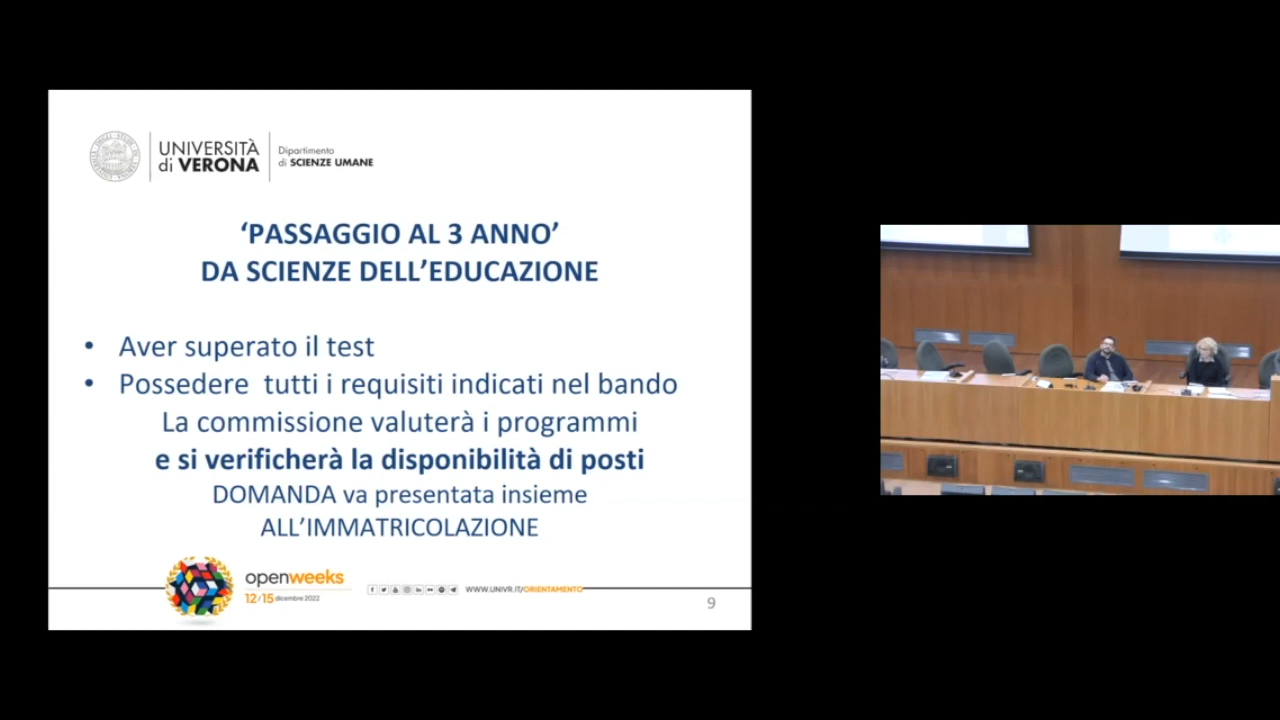 UNIVERSITÀ
di VERONA
Dipartimento
di SCIENZE UMANE
‘PASSAGGIO AL 3 ANNO’
DA SCIENZE DELL’EDUCAZIONE
• Aver superato il test
• Possedere tutti i requisiti indicati nel bando
La commissione valuterà i programmi
e si verificherà la disponibilità di posti
DOMANDA va presentata insieme
ALL’IMMATRICOLAZIONE
openweeks
12/15 dicembre 2022
WWW.UNIVR.IT/ORIENTAMENTO
9